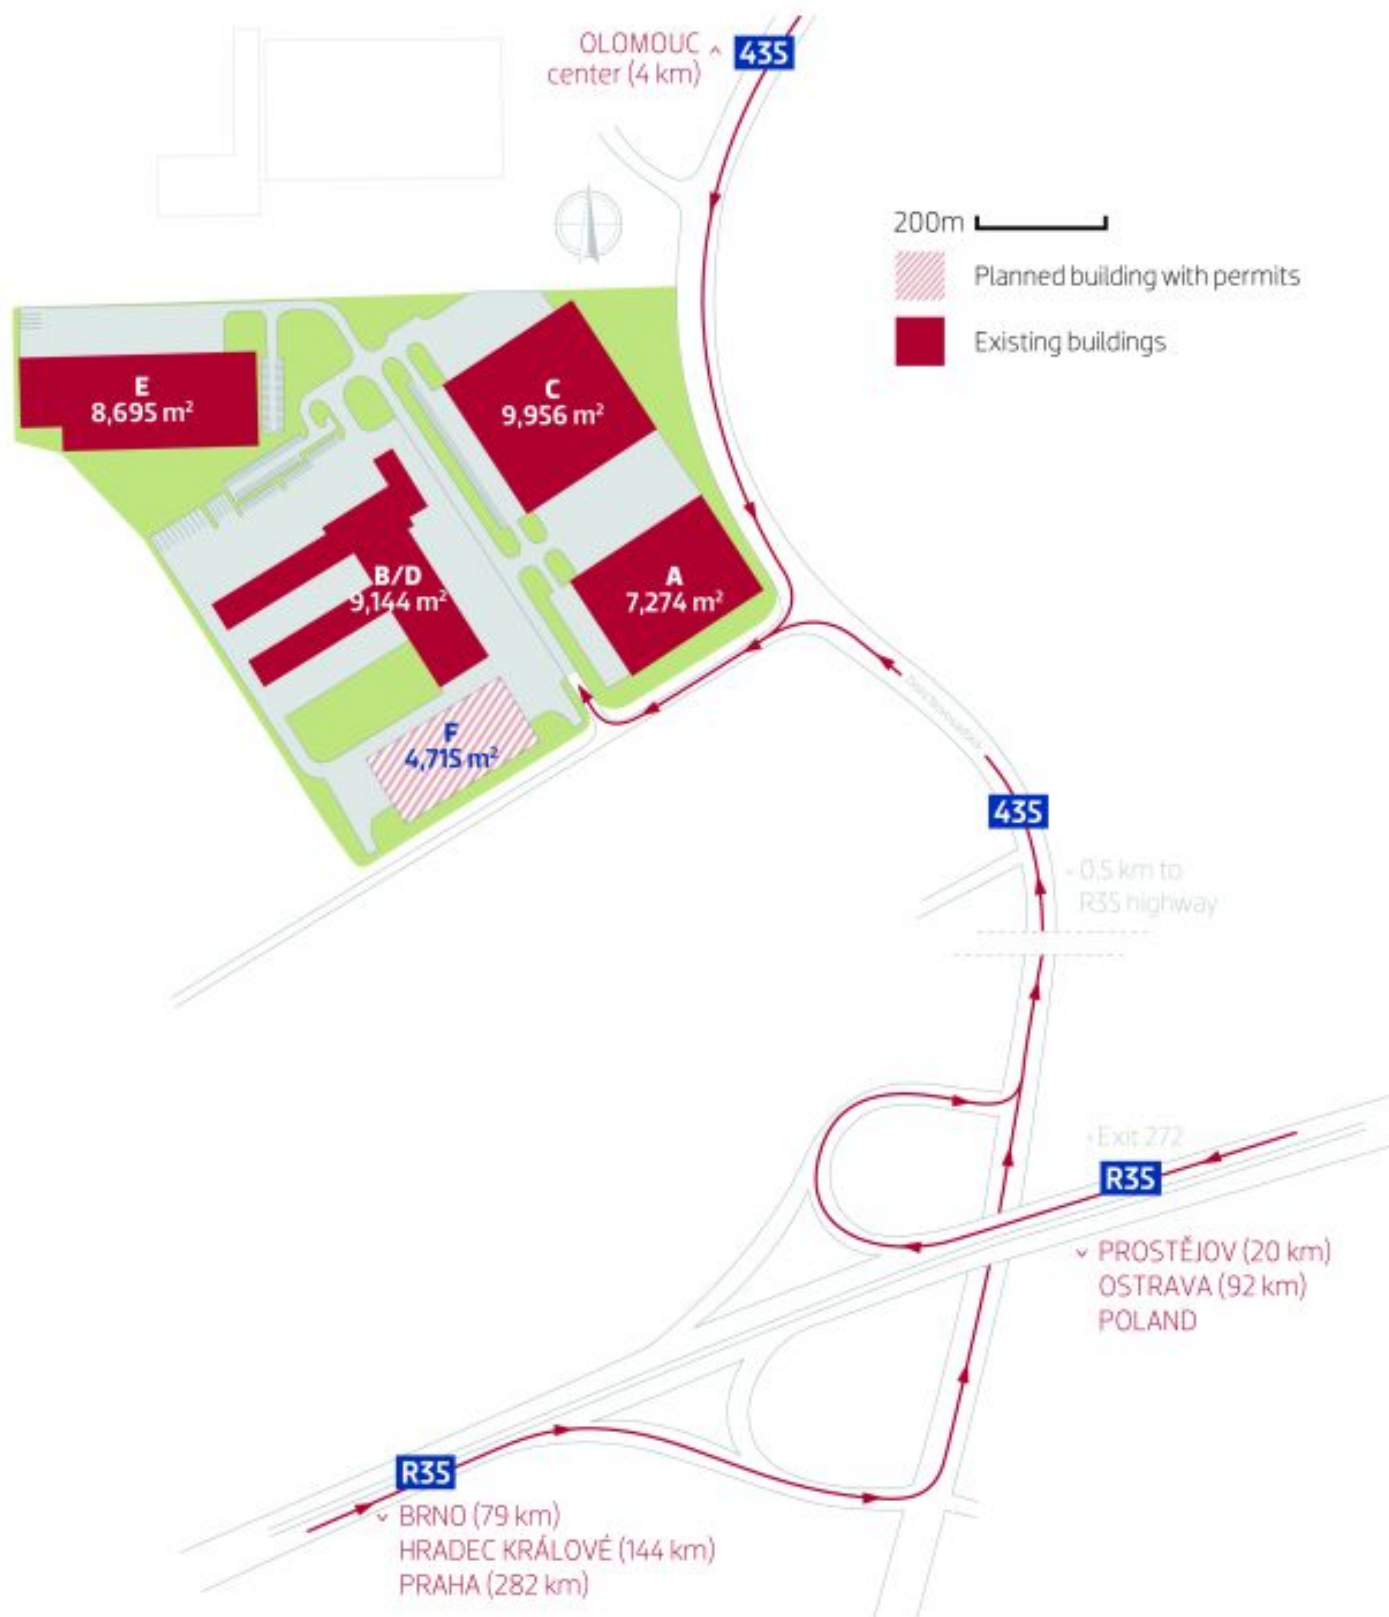 OLOMOUC
center (4 km)
435
200m
Planned building with permits
Existing buildings
E
8,695 m²
C
9,956 m²
B/D
9,144 m²
A
7,274 m²
F
4,715 m²
435
- 0,5 km to
R35 highway
Exit 272
R35
PROSTĚJOV (20 km)
OSTRAVA (92 km)
POLAND
R35
BRNO (79 km)
HRADEC KRÁLOVÉ (144 km)
PRAHA (282 km)